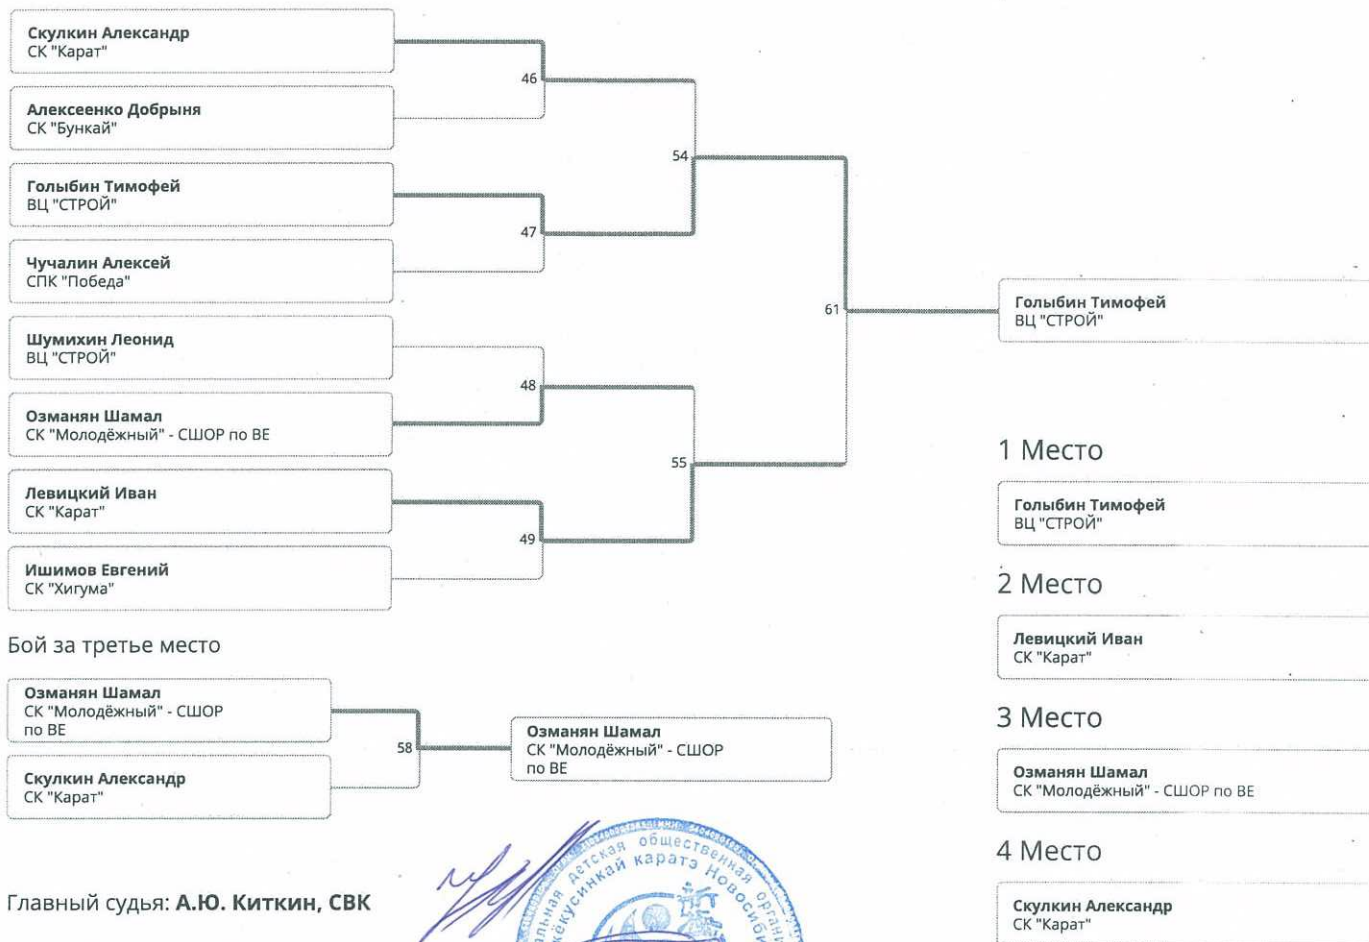 Скулкин Александр
СК "Карат"
Алексеенко Добрыня
СК "Бункай"
Голыбин Тимофей
ВЦ "СТРОЙ"
Чучалин Алексей
СПК "Победа"
Шумихин Леонид
ВЦ "СТРОЙ"
Озманян Шамал
СК "Молодёжный" - СШОР по ВЕ
Левицкий Иван
СК "Карат"
Ишимов Евгений
СК "Хигума"
46
47
48
49
54
55
61
Голыбин Тимофей
ВЦ "СТРОЙ"
Бой за третье место
Озманян Шамал
СК "Молодёжный" - СШОР
по ВЕ
Скулкин Александр
СК "Карат"
58
Озманян Шамал
СК "Молодёжный" - СШОР
по ВЕ
1 Место
Голыбин Тимофей
ВЦ "СТРОЙ"
2 Место
Левицкий Иван
СК "Карат"
3 Место
Озманян Шамал
СК "Молодёжный" - СШОР по ВЕ
4 Место
Скулкин Александр
СК "Карат"
Главный судья: А.Ю. Киткин, СВК
детская общественная
каратэ